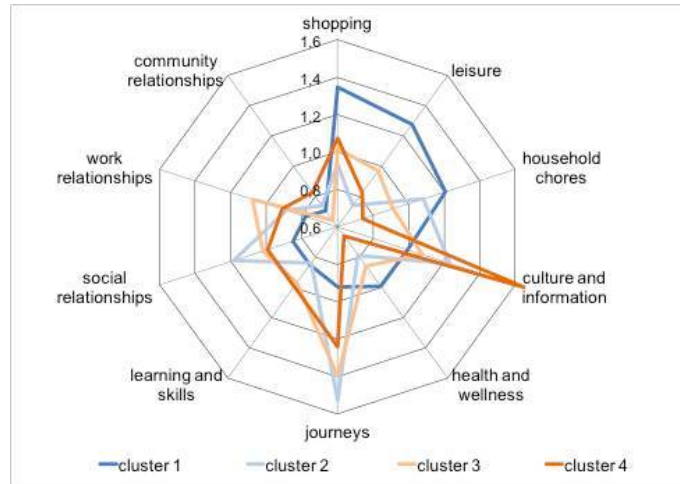 shopping
1,6
1,4
1,2
1,0
0,8
0,6
leisure
household
chores
culture and
information
health and
wellness
journeys
learning and
skills
social
relationships
work
relationships
community
relationships
cluster 1
cluster 2
cluster 3
cluster 4